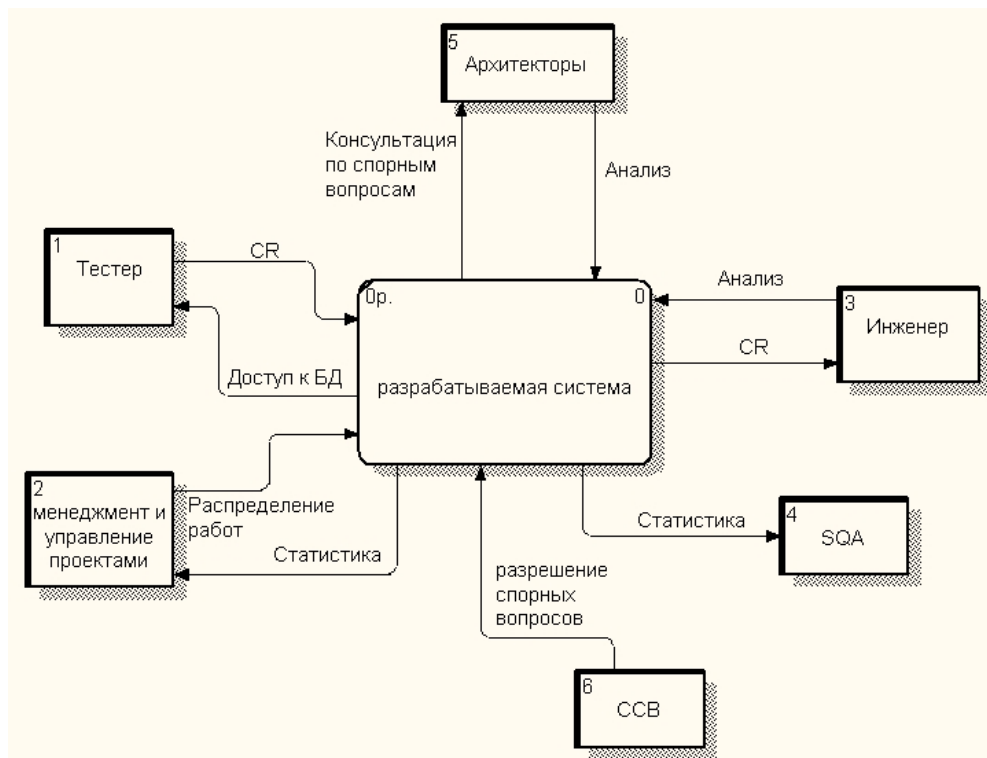 5
Архитекторы
Консультация
по спорным
вопросам
Анализ
1
Тестер
CR
0р.
0
Анализ
3
Инженер
CR
Доступ к БД
разрабатываемая система
2
менеджмент и
управление
проектами
Распределение
работ
Статистика
Статистика
4
SQA
разрешение
спорных
вопросов
6
CCB